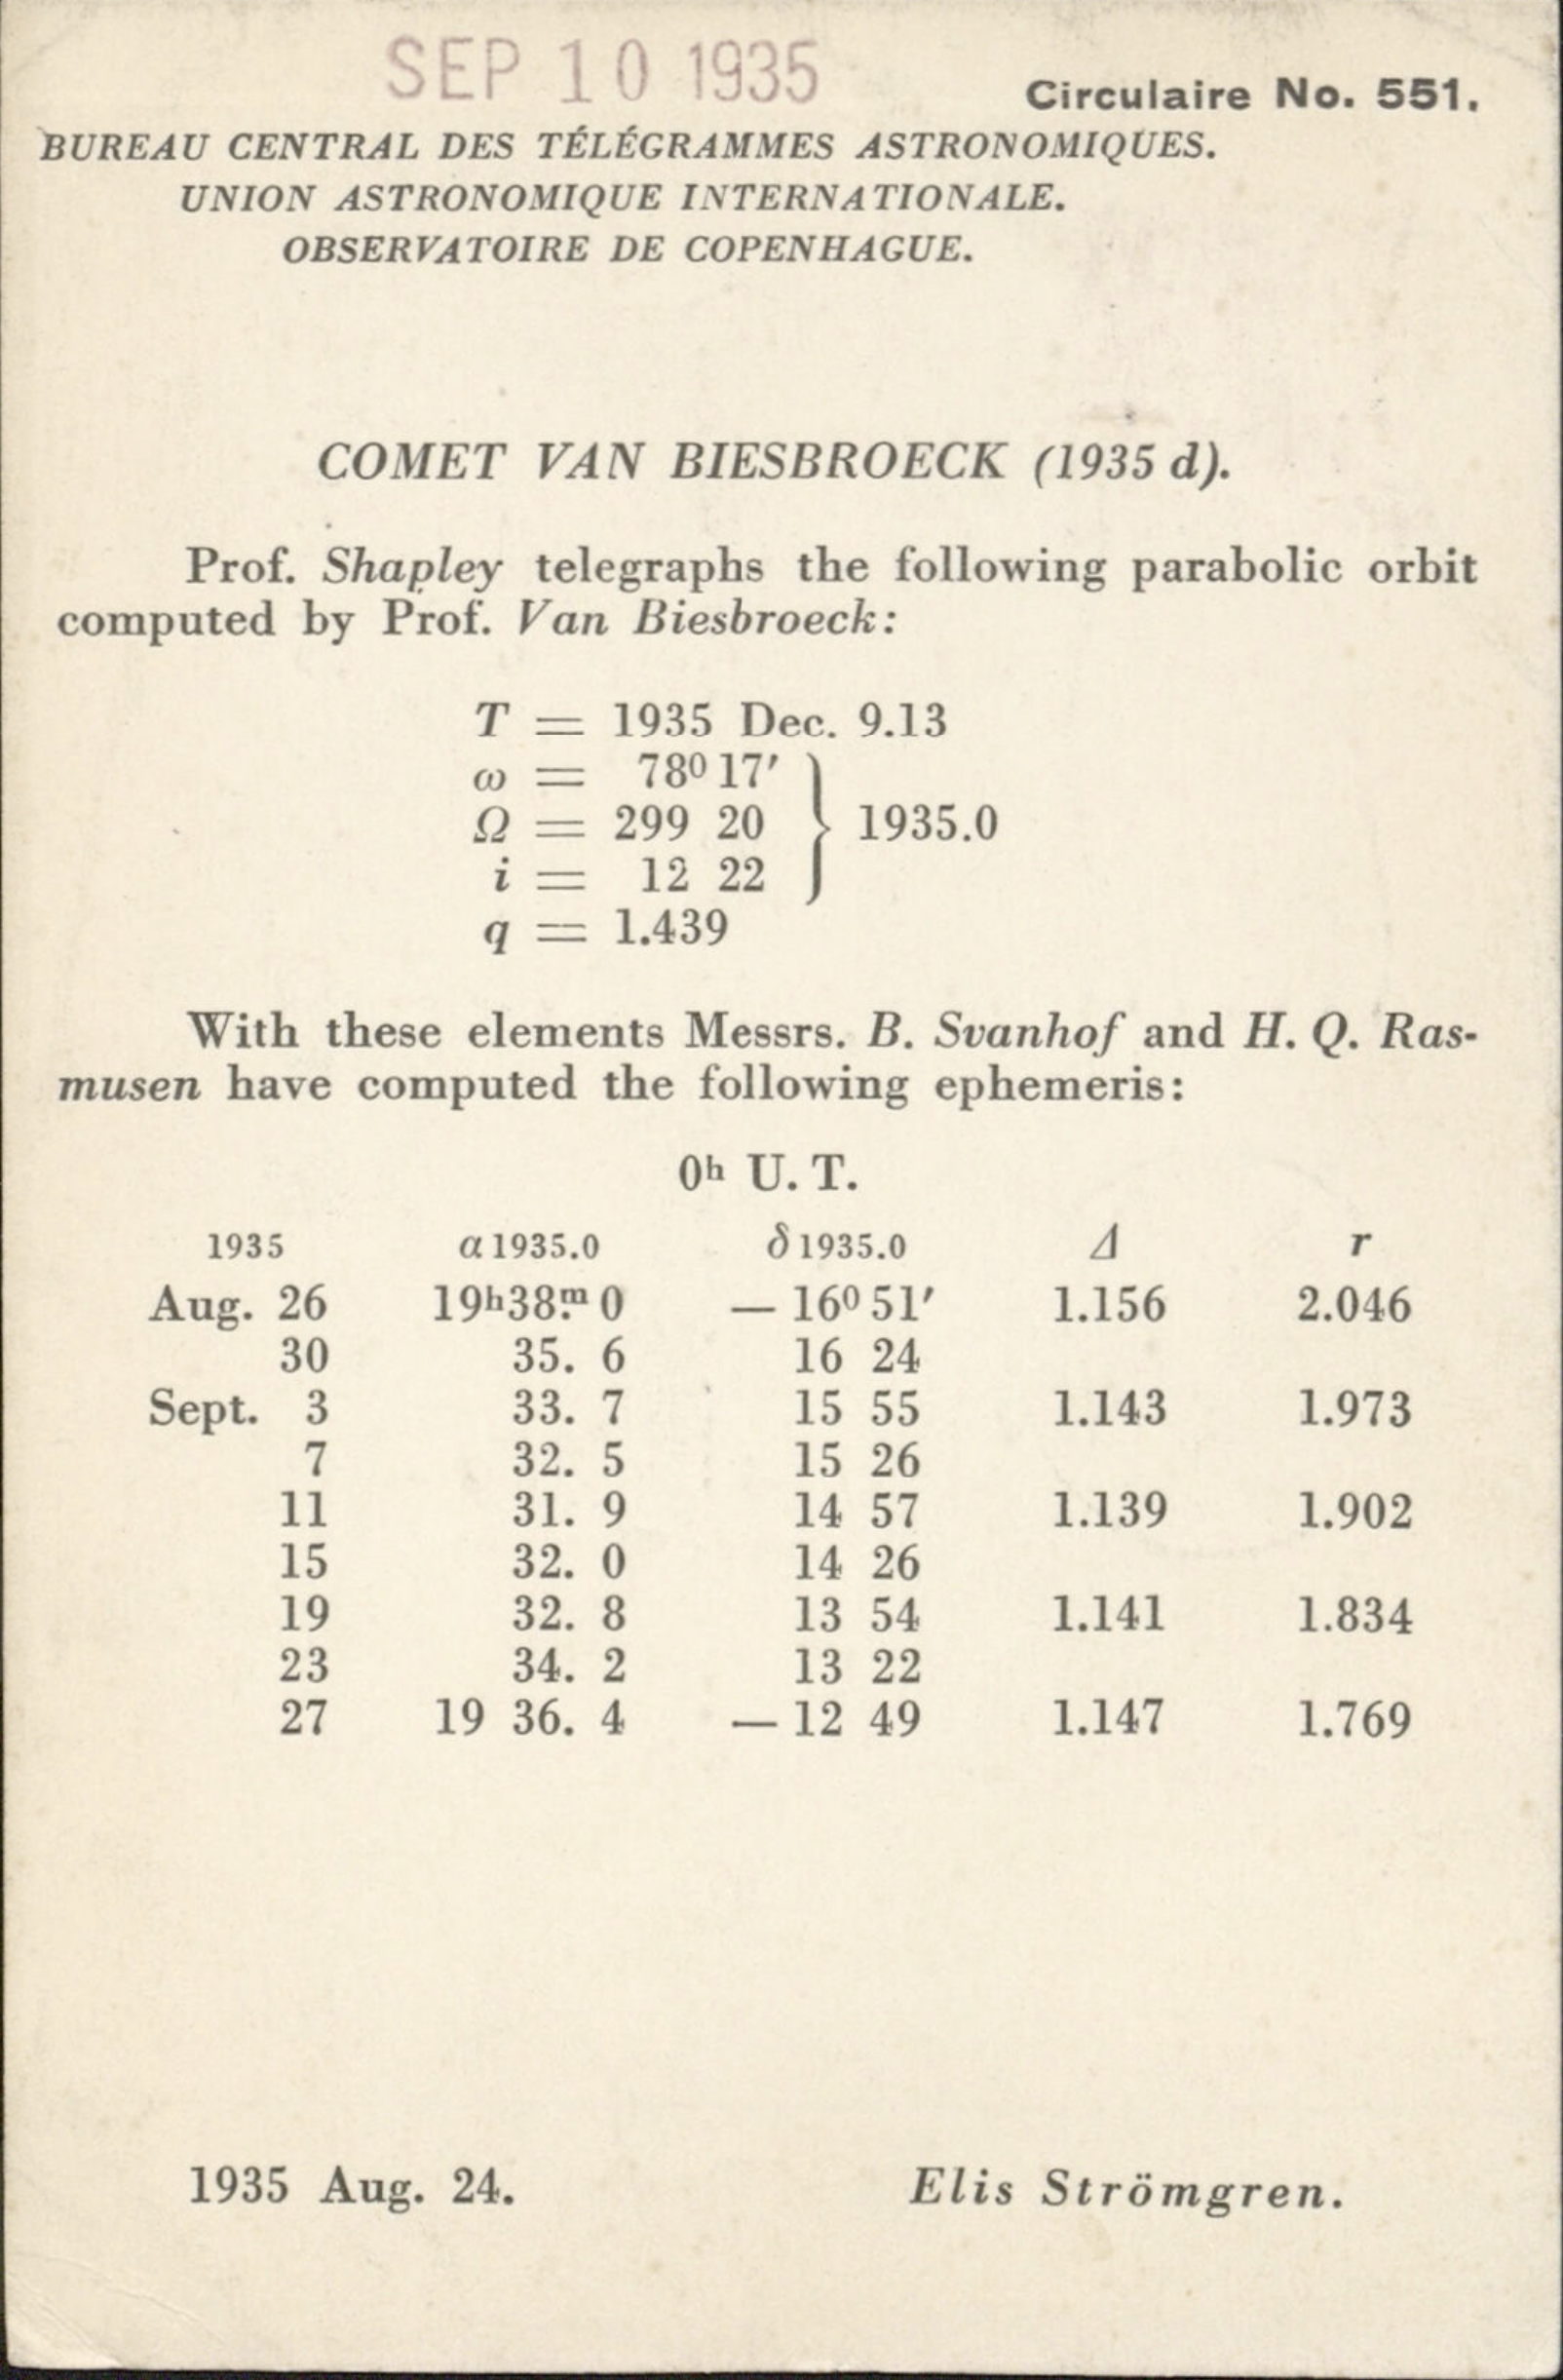 SEP 10 1935
Circulaire No. 551.
BUREAU CENTRAL DES TÉLÉGRAMMES ASTRONOMIQUES.
UNION ASTRONOMIQUE INTERNATIONALE.
OBSERVATOIRE DE COPENHAGUE.
COMET VAN BIESBROECK (1935 d).
Prof. Shapley telegraphs the following parabolic orbit
computed by Prof. Van Biesbroeck:
T = 1935 Dec. 9.13
ω = 78º 17′
Ω = 299 20 } 1935.0
i = 12 22
q = 1.439
With these elements Messrs. B. Svanhof and H. Q. Ras-
musen have computed the following ephemeris:
0ʰ U. T.
1935 α 1935.0 δ 1935.0 Δ r
Aug. 26 19ʰ38ᵐ. 0 — 16º 51′ 1.156 2.046
30 35. 6 16 24
Sept. 3 33. 7 15 55 1.143 1.973
7 32. 5 15 26
11 31. 9 14 57 1.139 1.902
15 32. 0 14 26
19 32. 8 13 54 1.141 1.834
23 34. 2 13 22
27 19 36. 4 — 12 49 1.147 1.769
1935 Aug. 24. Elis Strömgren.